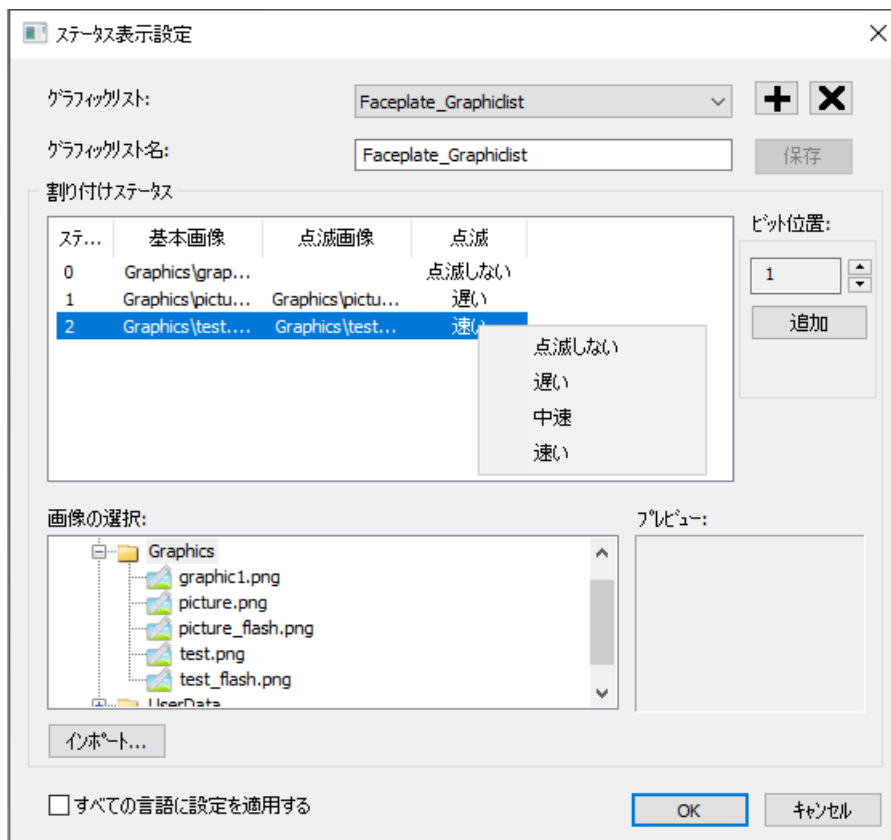 ステータス表示設定
グラフィックリスト: Faceplate_Graphiclist
グラフィックリスト名: Faceplate_Graphiclist 保存
割り付けステータス
ステ... 基本画像 点滅画像 点滅 ビット位置:
0 Graphics\grap... 点滅しない 1
1 Graphics\pictu... Graphics\pictu... 遅い
2 Graphics\test.... Graphics\test... 速い 追加
点滅しない
遅い
中速
速い
画像の選択: プレビュー:
Graphics
graphic1.png
picture.png
picture_flash.png
test.png
test_flash.png
UserData
インポート...
すべての言語に設定を適用する OK キャンセル